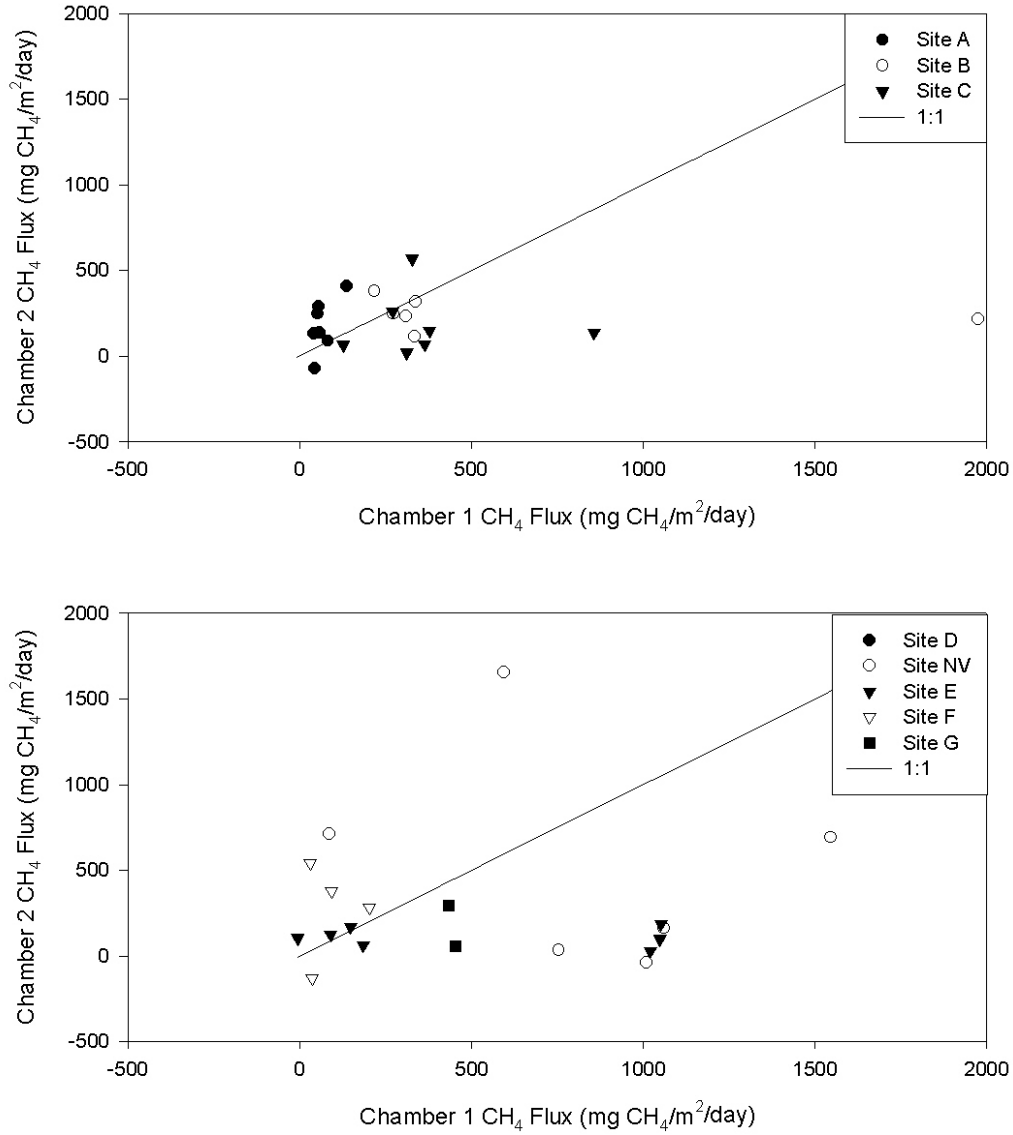 2000
1500
1000
500
0
-500
Chamber 2 CH4 Flux (mg CH4/m2/day)
Site A
Site B
Site C
1:1
-500 0 500 1000 1500 2000
Chamber 1 CH4 Flux (mg CH4/m2/day)
2000
1500
1000
500
0
-500
Chamber 2 CH4 Flux (mg CH4/m2/day)
Site D
Site NV
Site E
Site F
Site G
1:1
-500 0 500 1000 1500 2000
Chamber 1 CH4 Flux (mg CH4/m2/day)